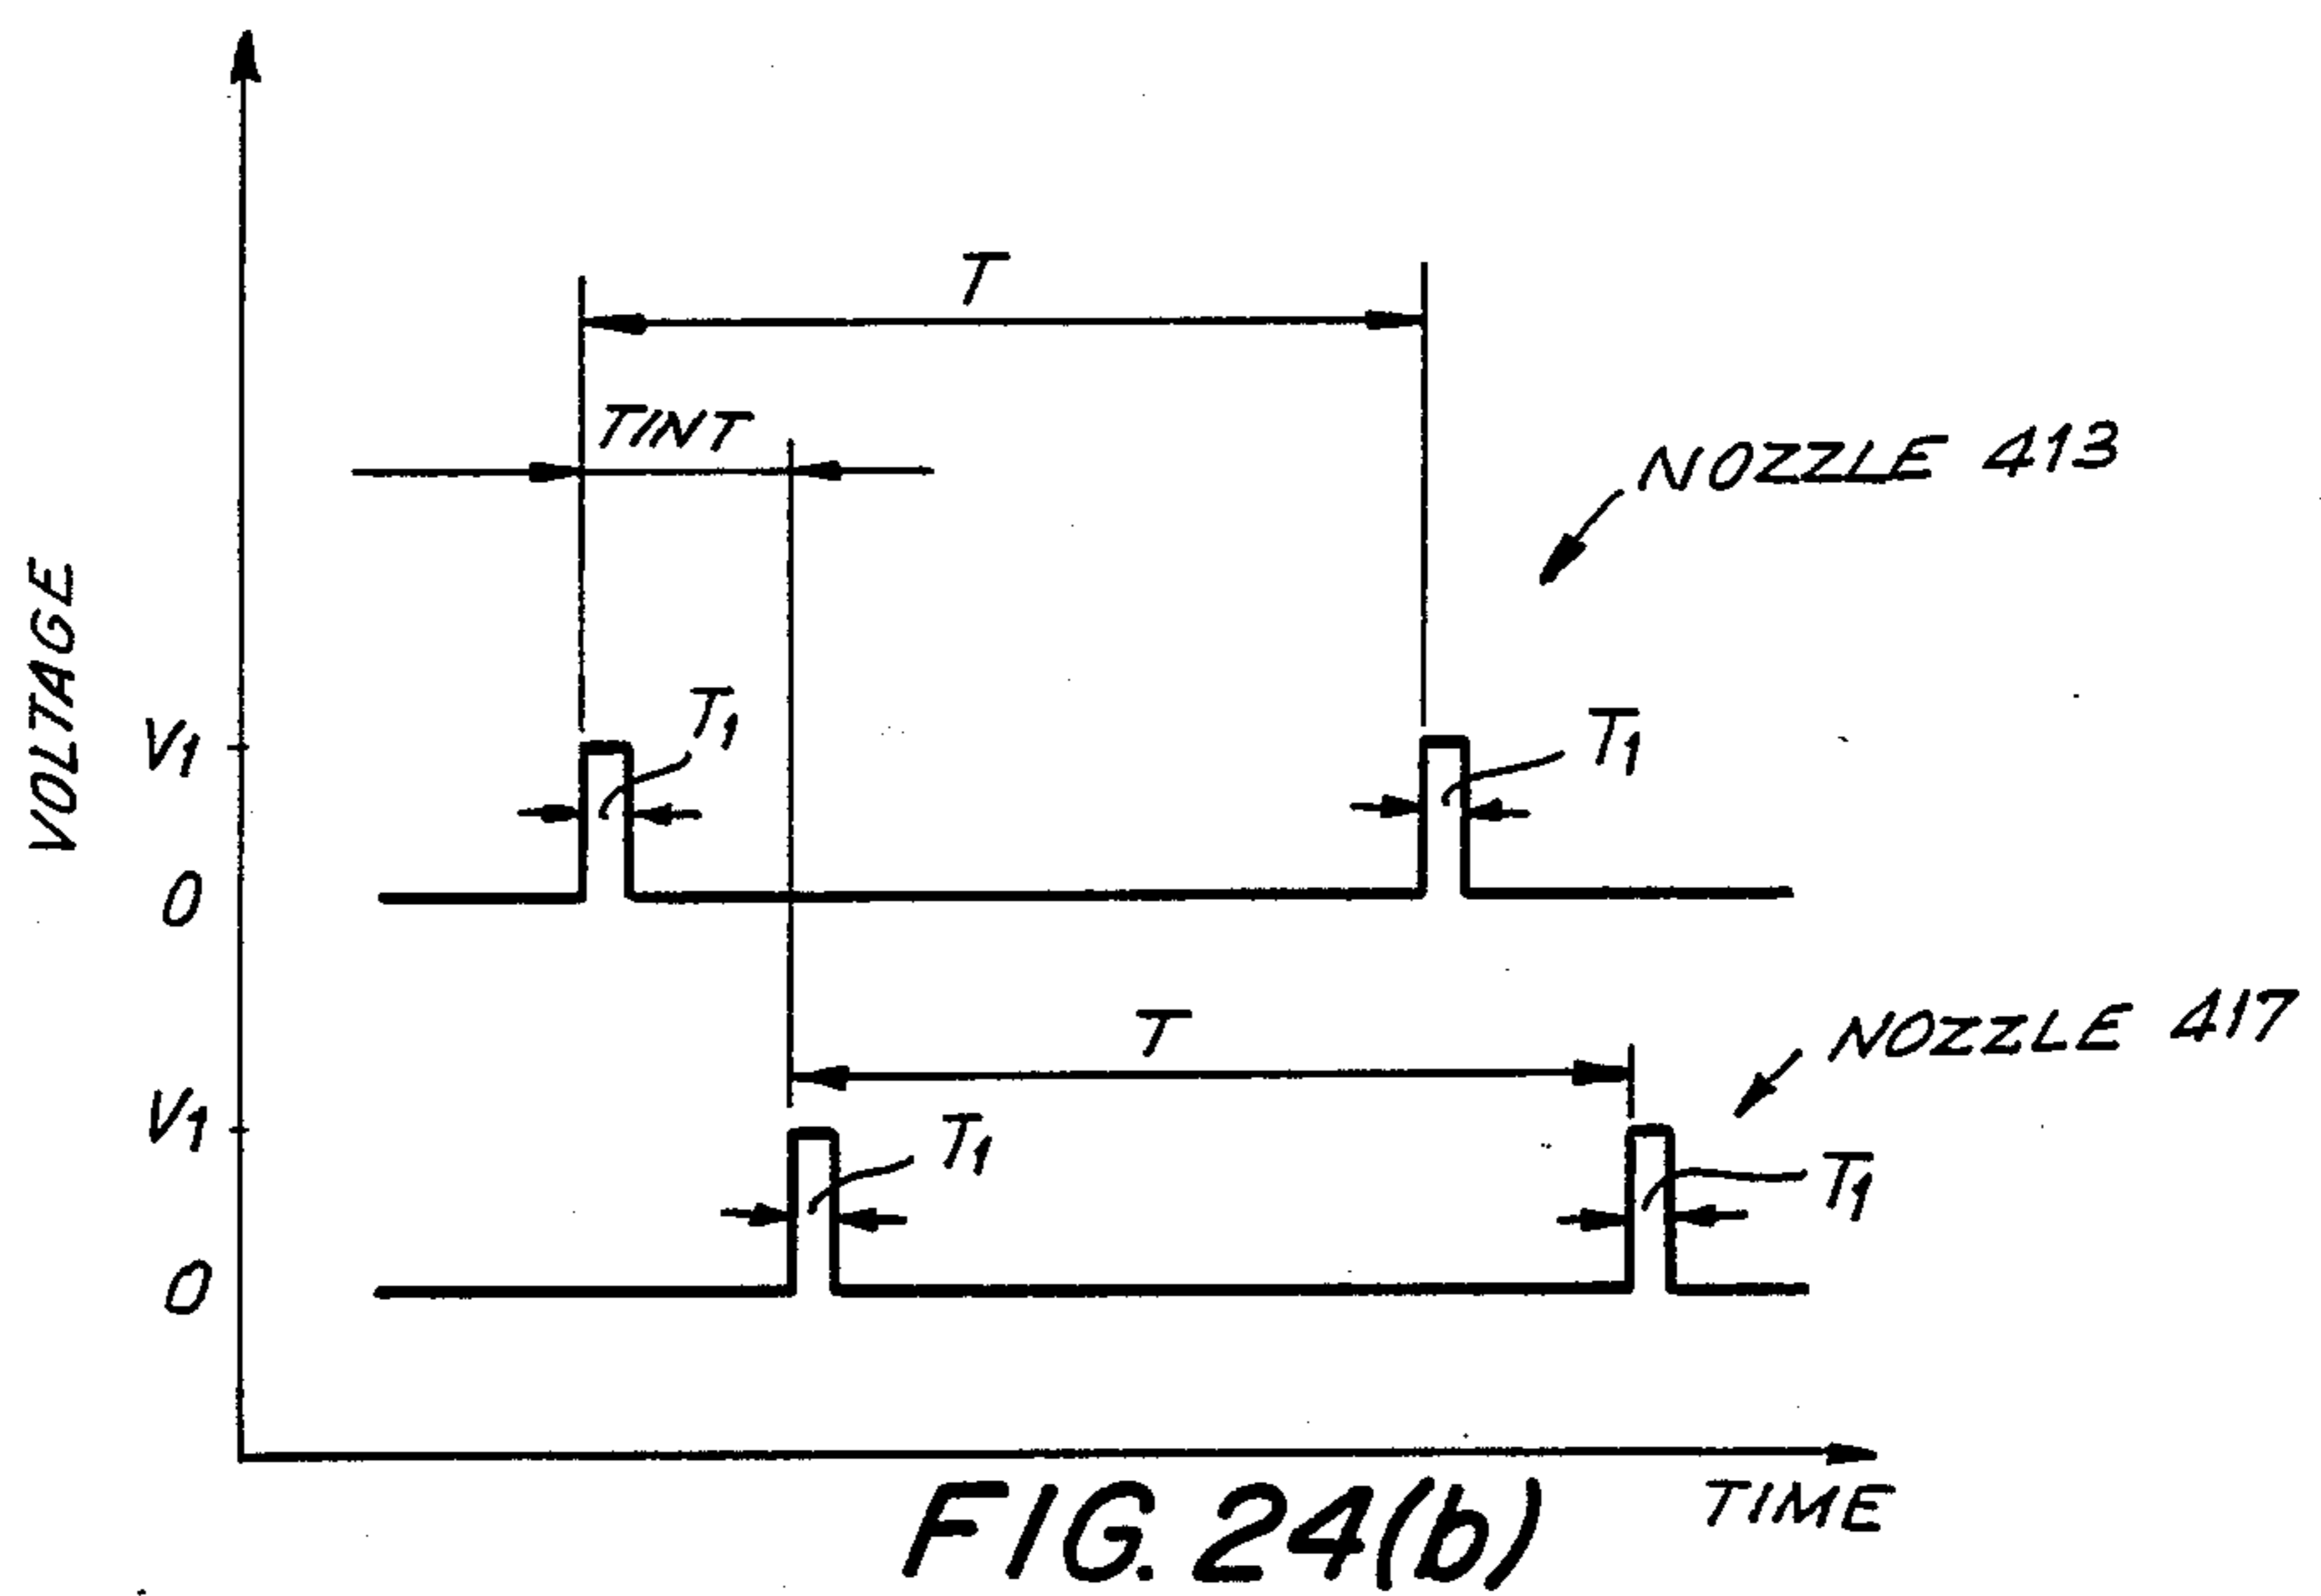 T
TINT
NOZZLE 413
VOLTAGE
T1
T1
V1
0
T
NOZZLE 417
V1
T1
T1
0
TIME
FIG. 24(b)